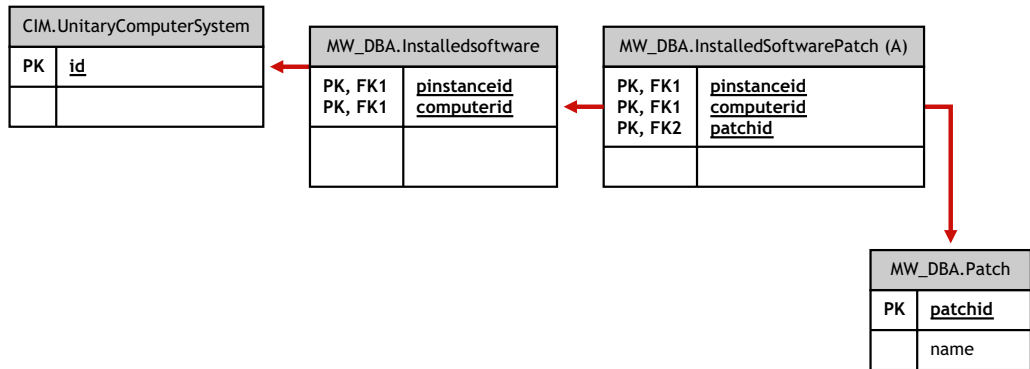 CIM.UnitaryComputerSystem
PK id
MW_DBA.Installedsoftware
PK, FK1 pinstanceid
PK, FK1 computerid
MW_DBA.InstalledSoftwarePatch (A)
PK, FK1 pinstanceid
PK, FK1 computerid
PK, FK2 patchid
MW_DBA.Patch
PK patchid
name